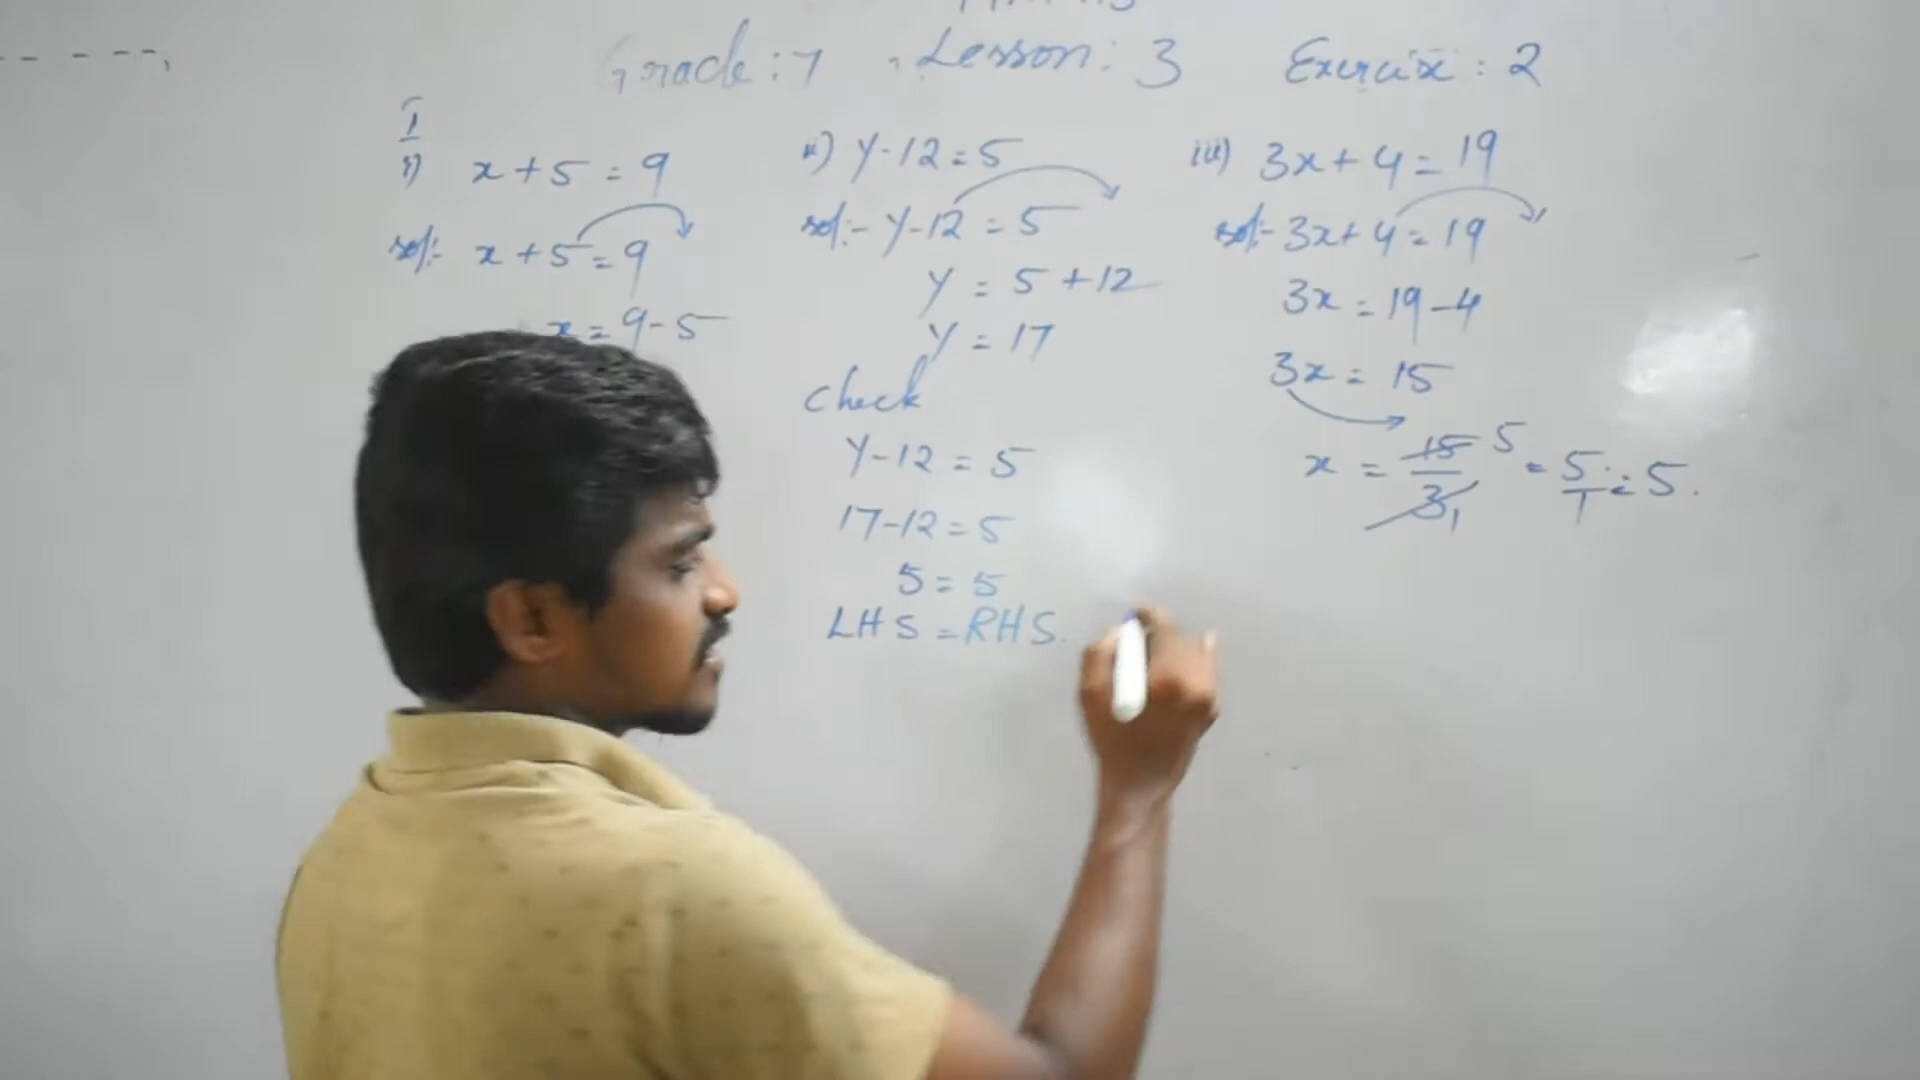 Grade : 7 , Lesson : 3 Exercise : 2
I
i) x + 5 = 9
sol:- x + 5 = 9
x = 9 - 5
ii) y - 12 = 5
sol:- y - 12 = 5
y = 5 + 12
y = 17
check
y - 12 = 5
17 - 12 = 5
5 = 5
LHS = RHS.
iii) 3x + 4 = 19
sol:- 3x + 4 = 19
3x = 19 - 4
3x = 15
x = 15/3 5 1 = 5/1 = 5.